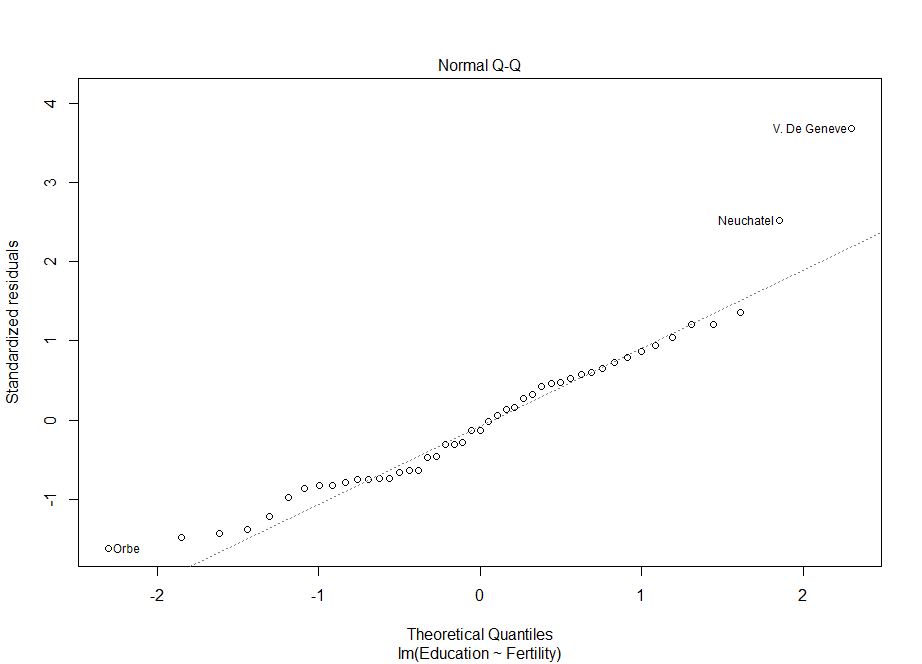 Normal Q-Q
4
3
2
1
0
-1
Standardized residuals
V. De Geneve
Neuchatel
Orbe
-2 -1 0 1 2
Theoretical Quantiles
lm(Education ~ Fertility)